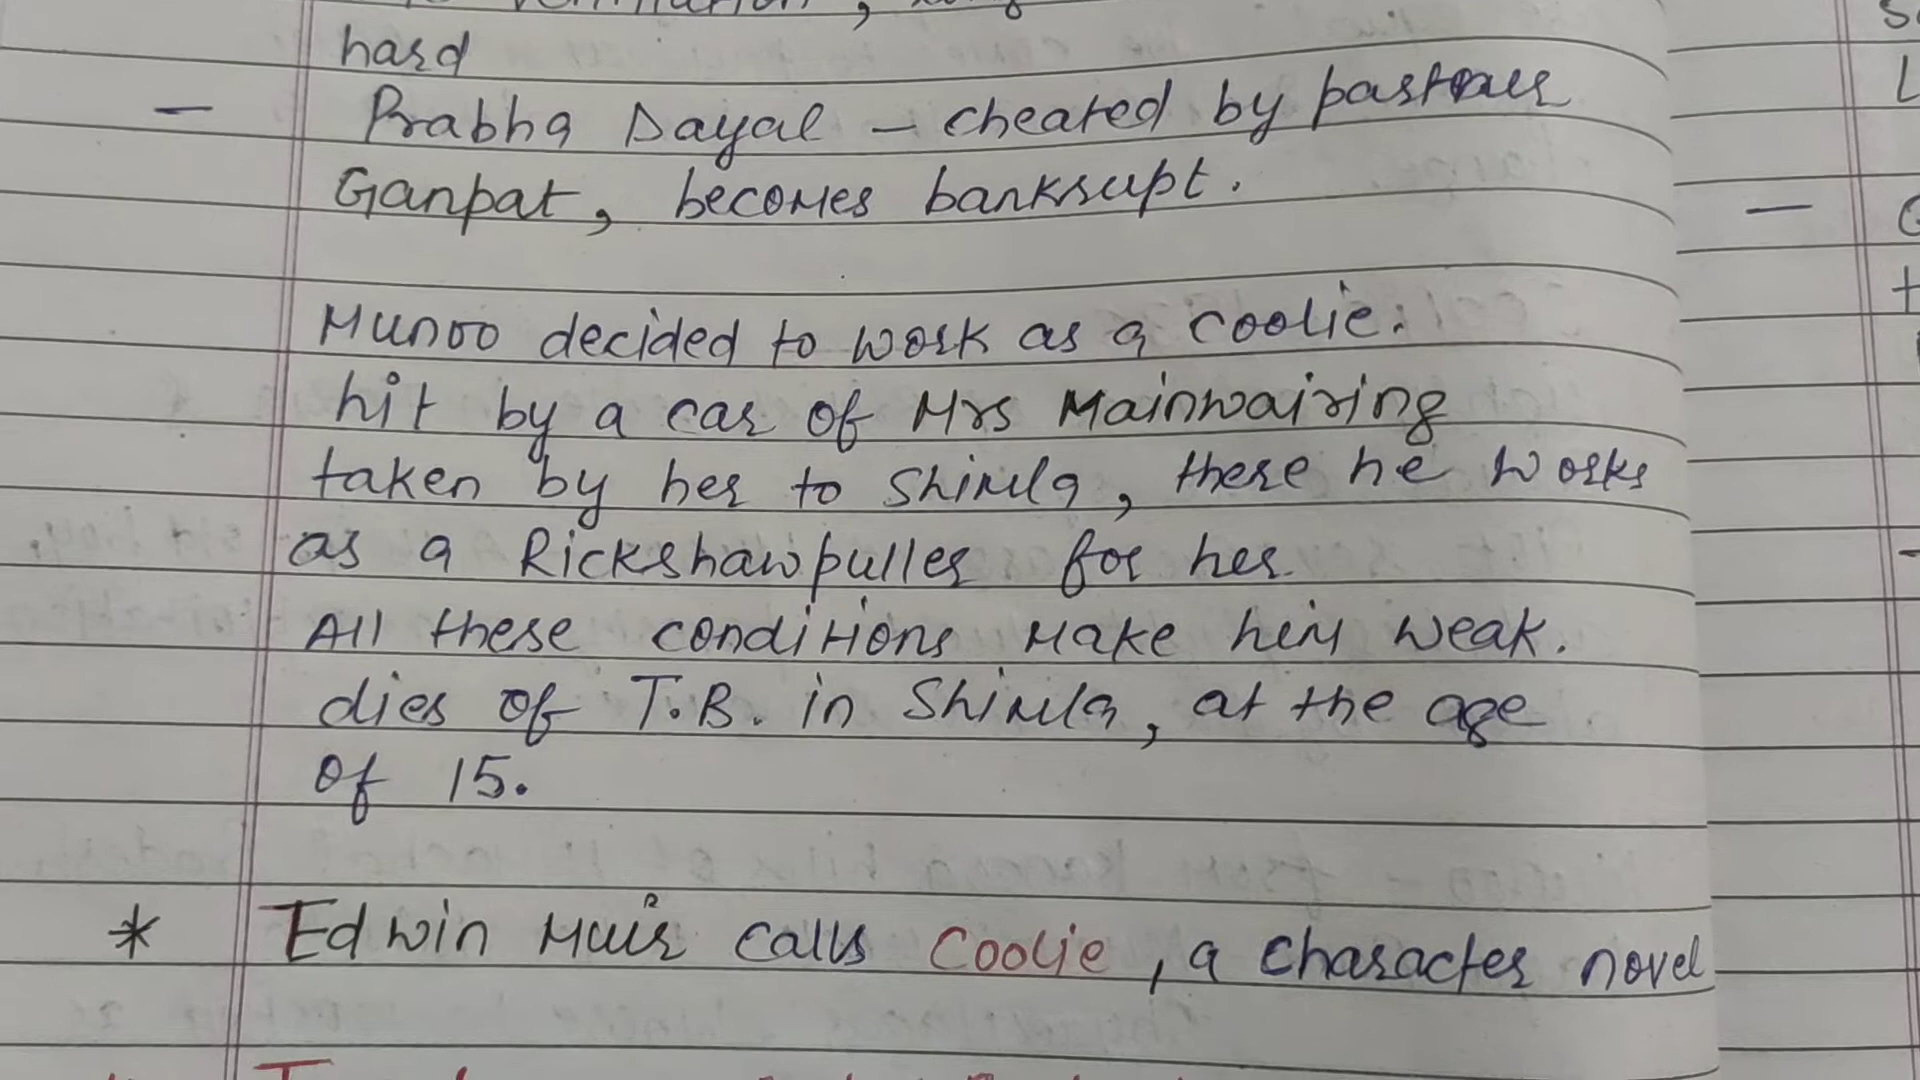 hard
— Prabha Dayal – cheated by partner
Ganpat, becomes bankrupt.
Munoo decided to work as a coolie.
hit by a car of Mrs Mainwairing
taken by her to Shimla, there he works
as a Rickshawpuller for her.
All these conditions make him weak.
dies of T.B. in Shimla, at the age
of 15.
* Edwin Muir calls Coolie, a character novel